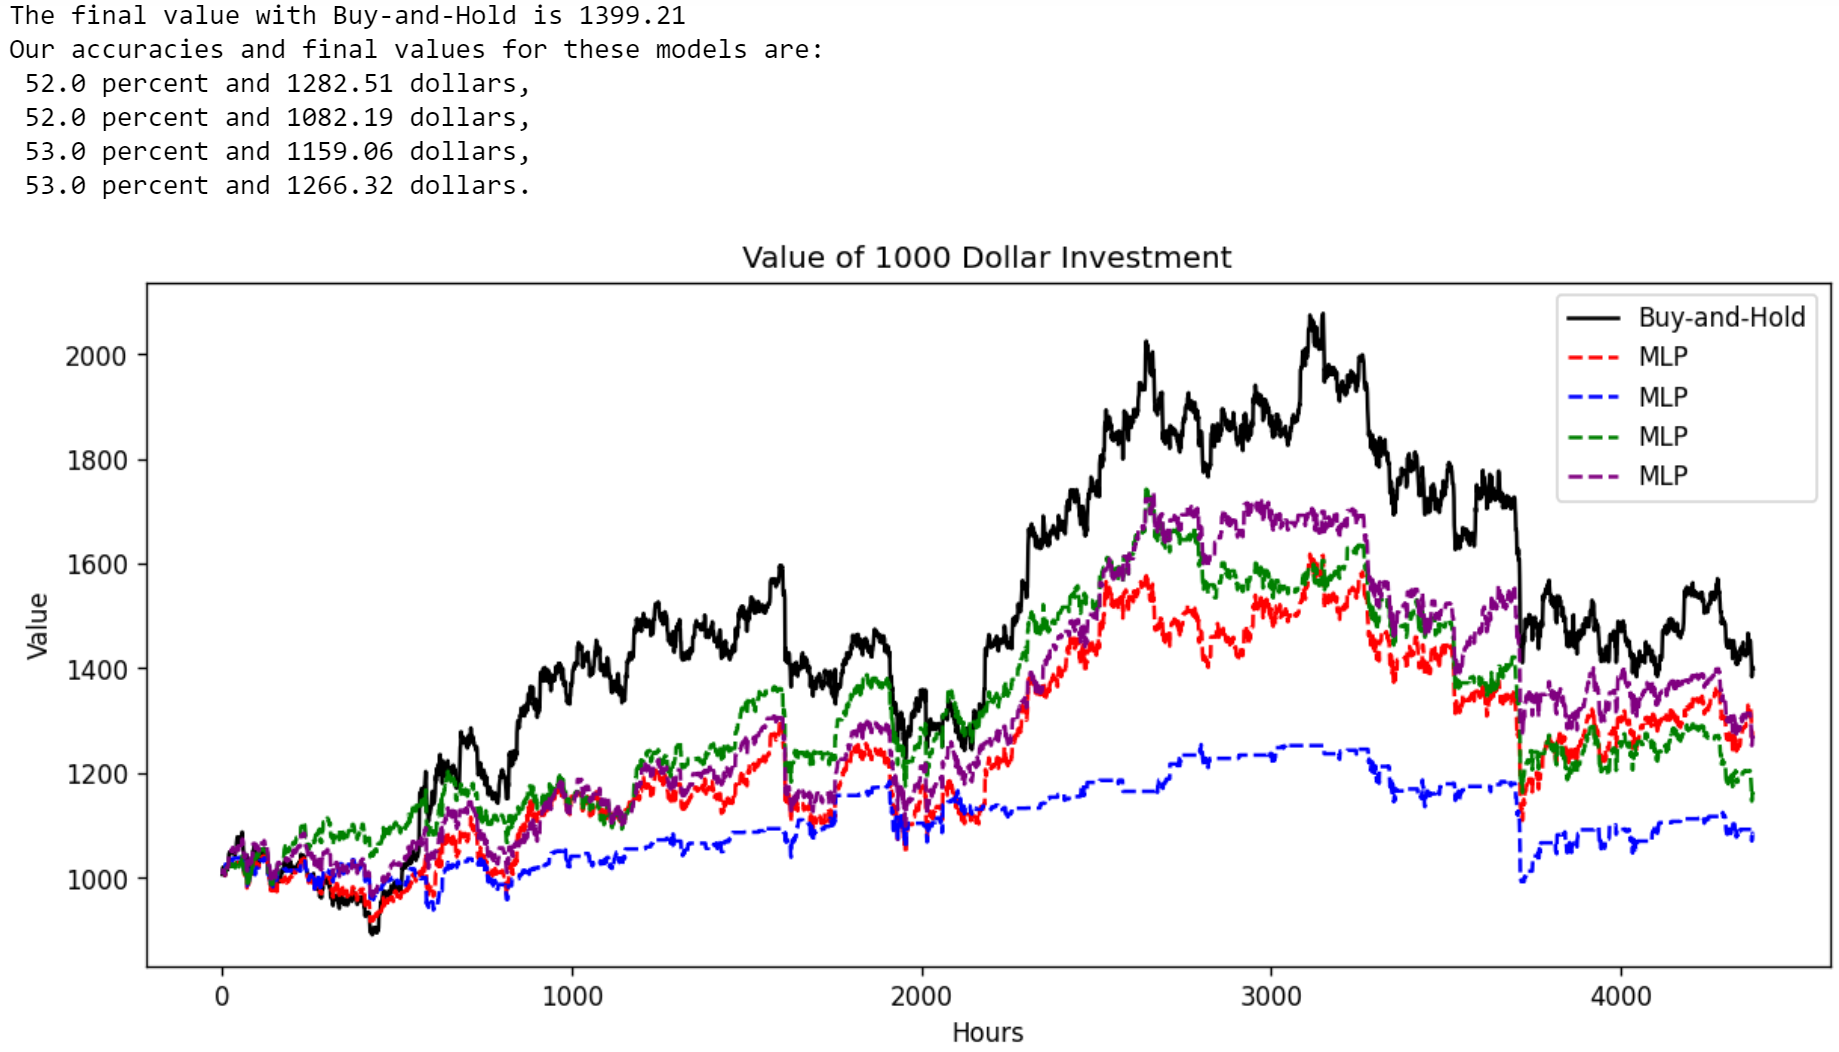 The final value with Buy-and-Hold is 1399.21
Our accuracies and final values for these models are:
52.0 percent and 1282.51 dollars,
52.0 percent and 1082.19 dollars,
53.0 percent and 1159.06 dollars,
53.0 percent and 1266.32 dollars.
Value of 1000 Dollar Investment
Buy-and-Hold
MLP
MLP
MLP
MLP
2000
1800
1600
1400
1200
1000
Value
0 1000 2000 3000 4000
Hours